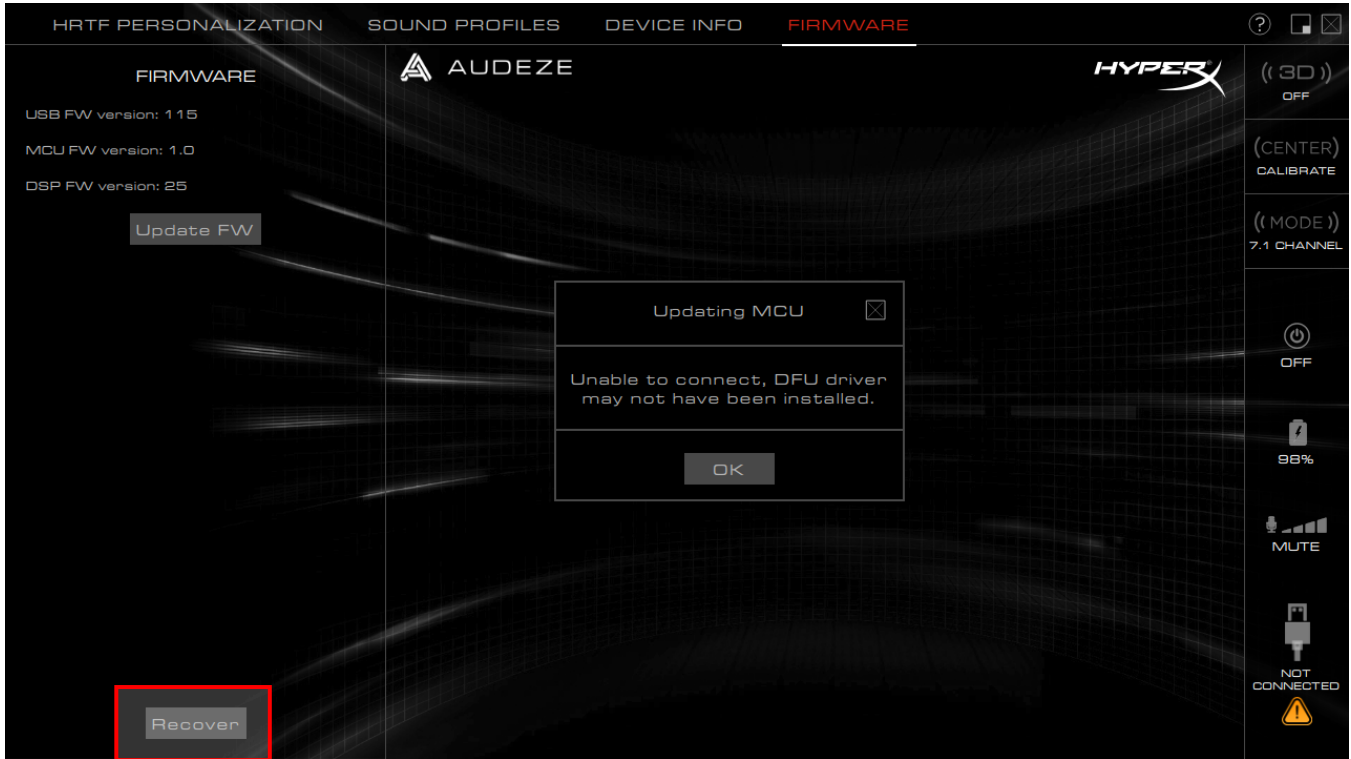 HRTF PERSONALIZATION SOUND PROFILES DEVICE INFO FIRMWARE ?
FIRMWARE
USB FW version: 115
MCU FW version: 1.0
DSP FW version: 25
Update FW
Recover
AUDEZE
HYPERX
Updating MCU
Unable to connect, DFU driver
may not have been installed.
OK
((3D))
OFF
(CENTER)
CALIBRATE
((MODE))
7.1 CHANNEL
OFF
98%
MUTE
NOT
CONNECTED